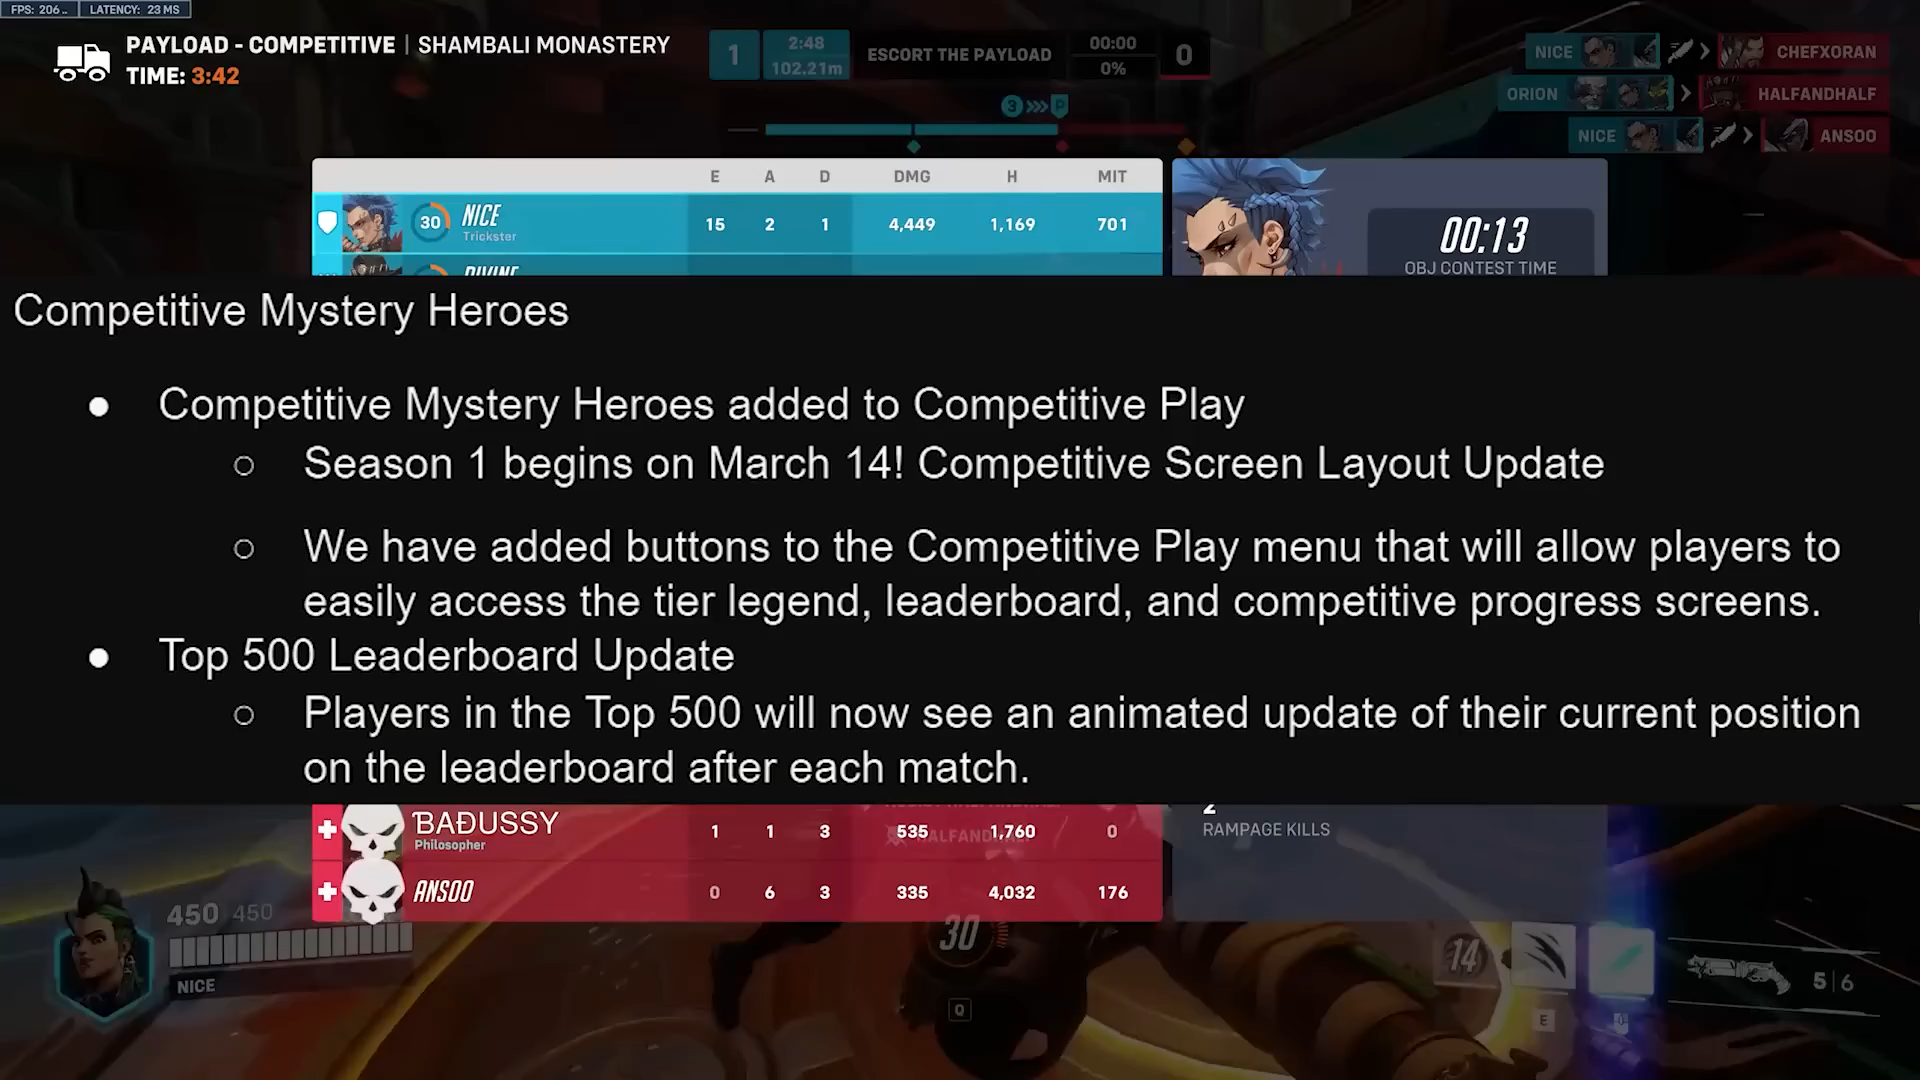 FPS: 206.. LATENCY: 23 MS
PAYLOAD - COMPETITIVE | SHAMBALI MONASTERY
TIME: 3:42
1 2:48 102.21m ESCORT THE PAYLOAD 00:00 0% 0
3 P
NICE CHEFXORAN
ORION HALFANDHALF
NICE ANSOO
E A D DMG H MIT
30 NICE 15 2 1 4,449 1,169 701
Trickster
DIVINE
00:13
OBJ CONTEST TIME
Competitive Mystery Heroes
● Competitive Mystery Heroes added to Competitive Play
○ Season 1 begins on March 14! Competitive Screen Layout Update
○ We have added buttons to the Competitive Play menu that will allow players to
easily access the tier legend, leaderboard, and competitive progress screens.
● Top 500 Leaderboard Update
○ Players in the Top 500 will now see an animated update of their current position
on the leaderboard after each match.
BAĐUSSY 1 1 3 535 1,760 0
Philosopher
2
RAMPAGE KILLS
ANSOO 0 6 3 335 4,032 176
450 450
NICE
30
Q
14
E
5|6